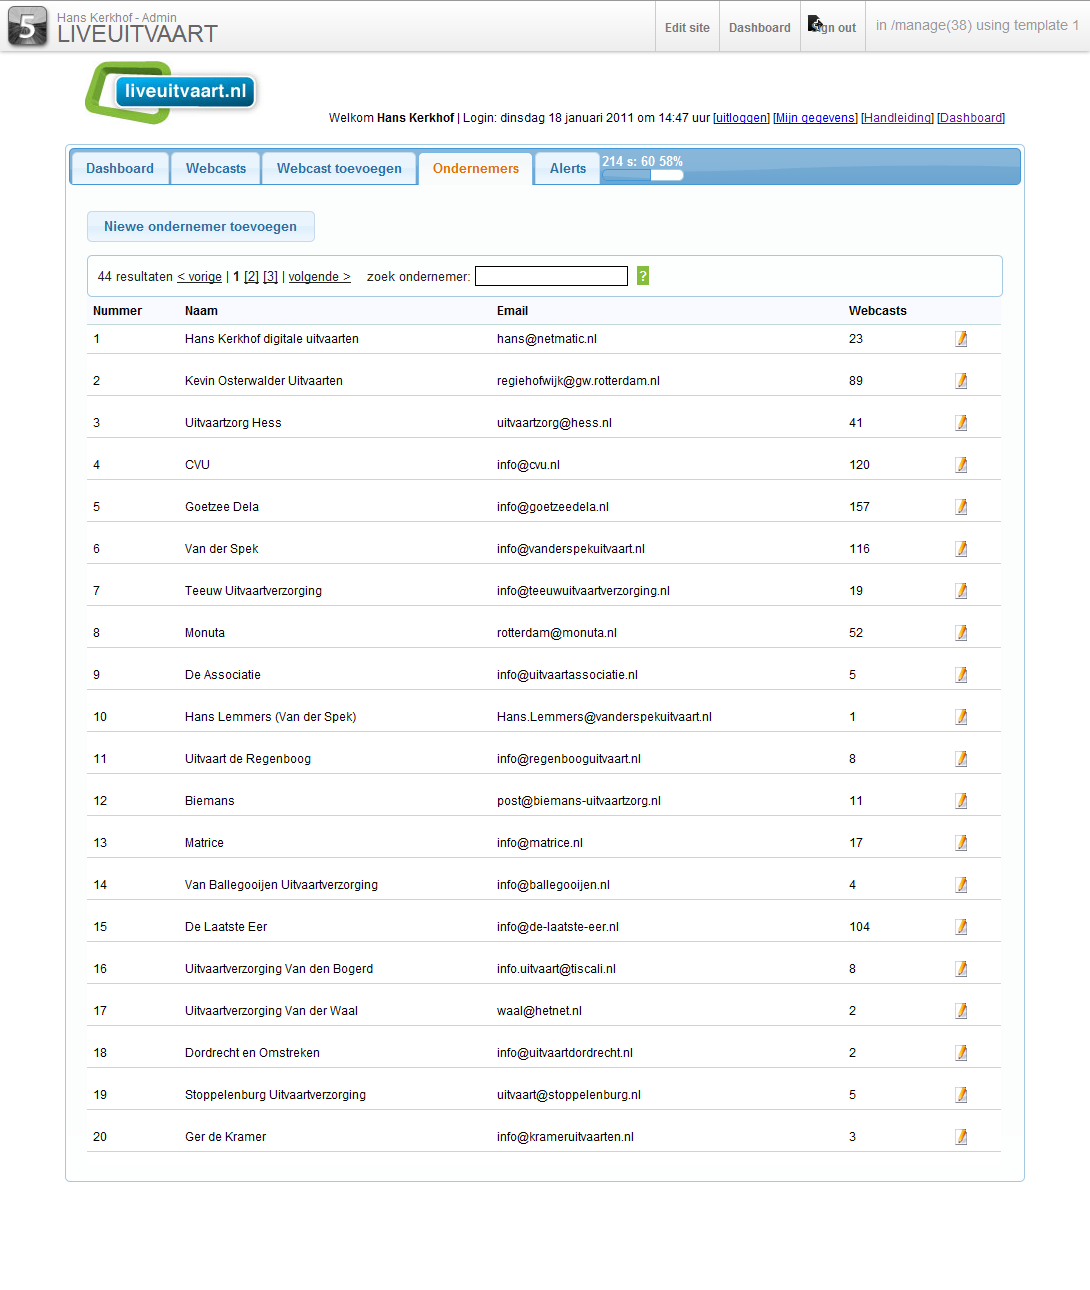 5
Hans Kerkhof - Admin
LIVEUITVAART
Edit site Dashboard Sign out in /manage(38) using template 1
liveuitvaart.nl
Welkom Hans Kerkhof | Login: dinsdag 18 januari 2011 om 14:47 uur [uitloggen] [Mijn gegevens] [Handleiding] [Dashboard]
Dashboard Webcasts Webcast toevoegen Ondernemers Alerts 214 s: 60 58%
Niewe ondernemer toevoegen
44 resultaten < vorige | 1 [2] [3] | volgende > zoek ondernemer: ?
Nummer Naam Email Webcasts
1 Hans Kerkhof digitale uitvaarten hans@netmatic.nl 23
2 Kevin Osterwalder Uitvaarten regiehofwijk@gw.rotterdam.nl 89
3 Uitvaartzorg Hess uitvaartzorg@hess.nl 41
4 CVU info@cvu.nl 120
5 Goetzee Dela info@goetzeedela.nl 157
6 Van der Spek info@vanderspekuitvaart.nl 116
7 Teeuw Uitvaartverzorging info@teeuwuitvaartverzorging.nl 19
8 Monuta rotterdam@monuta.nl 52
9 De Associatie info@uitvaartassociatie.nl 5
10 Hans Lemmers (Van der Spek) Hans.Lemmers@vanderspekuitvaart.nl 1
11 Uitvaart de Regenboog info@regenbooguitvaart.nl 8
12 Biemans post@biemans-uitvaartzorg.nl 11
13 Matrice info@matrice.nl 17
14 Van Ballegooijen Uitvaartverzorging info@ballegooijen.nl 4
15 De Laatste Eer info@de-laatste-eer.nl 104
16 Uitvaartverzorging Van den Bogerd info.uitvaart@tiscali.nl 8
17 Uitvaartverzorging Van der Waal waal@hetnet.nl 2
18 Dordrecht en Omstreken info@uitvaartdordrecht.nl 2
19 Stoppelenburg Uitvaartverzorging uitvaart@stoppelenburg.nl 5
20 Ger de Kramer info@krameruitvaarten.nl 3